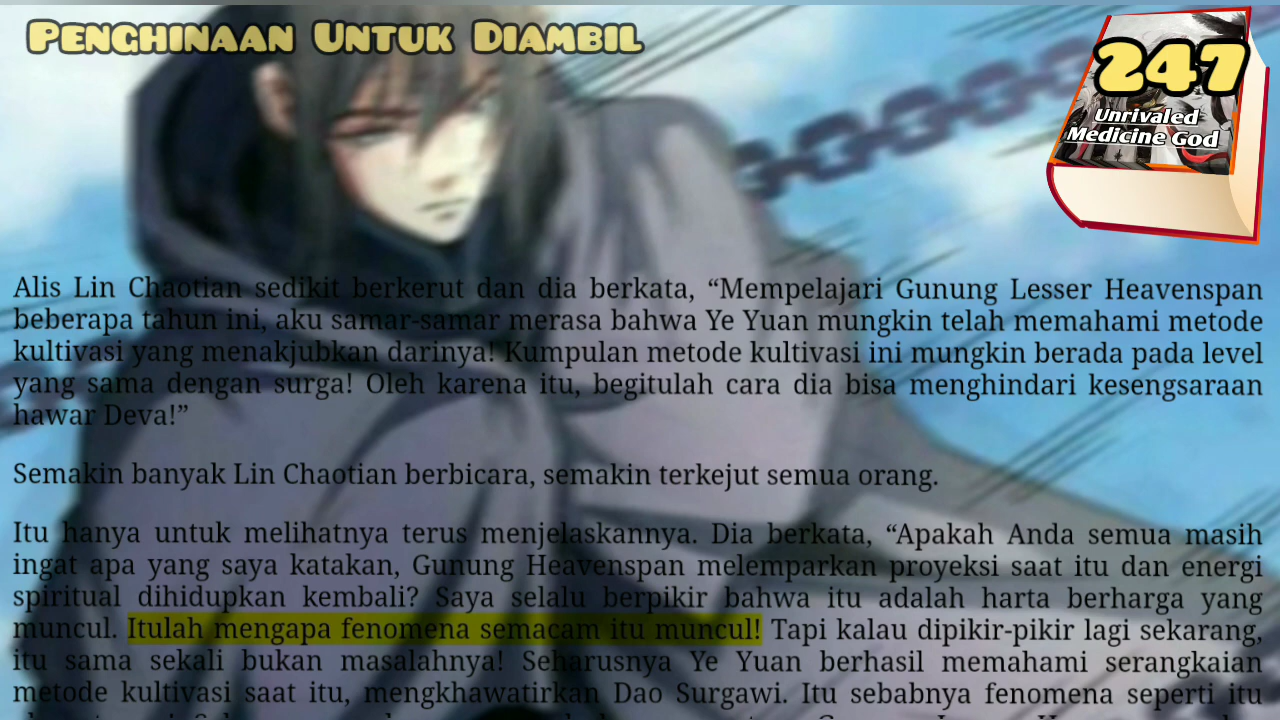 Penghinaan Untuk Diambil
247
Unrivaled
Medicine God
Alis Lin Chaotian sedikit berkerut dan dia berkata, “Mempelajari Gunung Lesser Heavenspan
beberapa tahun ini, aku samar-samar merasa bahwa Ye Yuan mungkin telah memahami metode
kultivasi yang menakjubkan darinya! Kumpulan metode kultivasi ini mungkin berada pada level
yang sama dengan surga! Oleh karena itu, begitulah cara dia bisa menghindari kesengsaraan
hawar Deva!”
Semakin banyak Lin Chaotian berbicara, semakin terkejut semua orang.
Itu hanya untuk melihatnya terus menjelaskannya. Dia berkata, “Apakah Anda semua masih
ingat apa yang saya katakan, Gunung Heavenspan melemparkan proyeksi saat itu dan energi
spiritual dihidupkan kembali? Saya selalu berpikir bahwa itu adalah harta berharga yang
muncul. Itulah mengapa fenomena semacam itu muncul! Tapi kalau dipikir-pikir lagi sekarang,
itu sama sekali bukan masalahnya! Seharusnya Ye Yuan berhasil memahami serangkaian
metode kultivasi saat itu, mengkhawatirkan Dao Surgawi. Itu sebabnya fenomena seperti itu